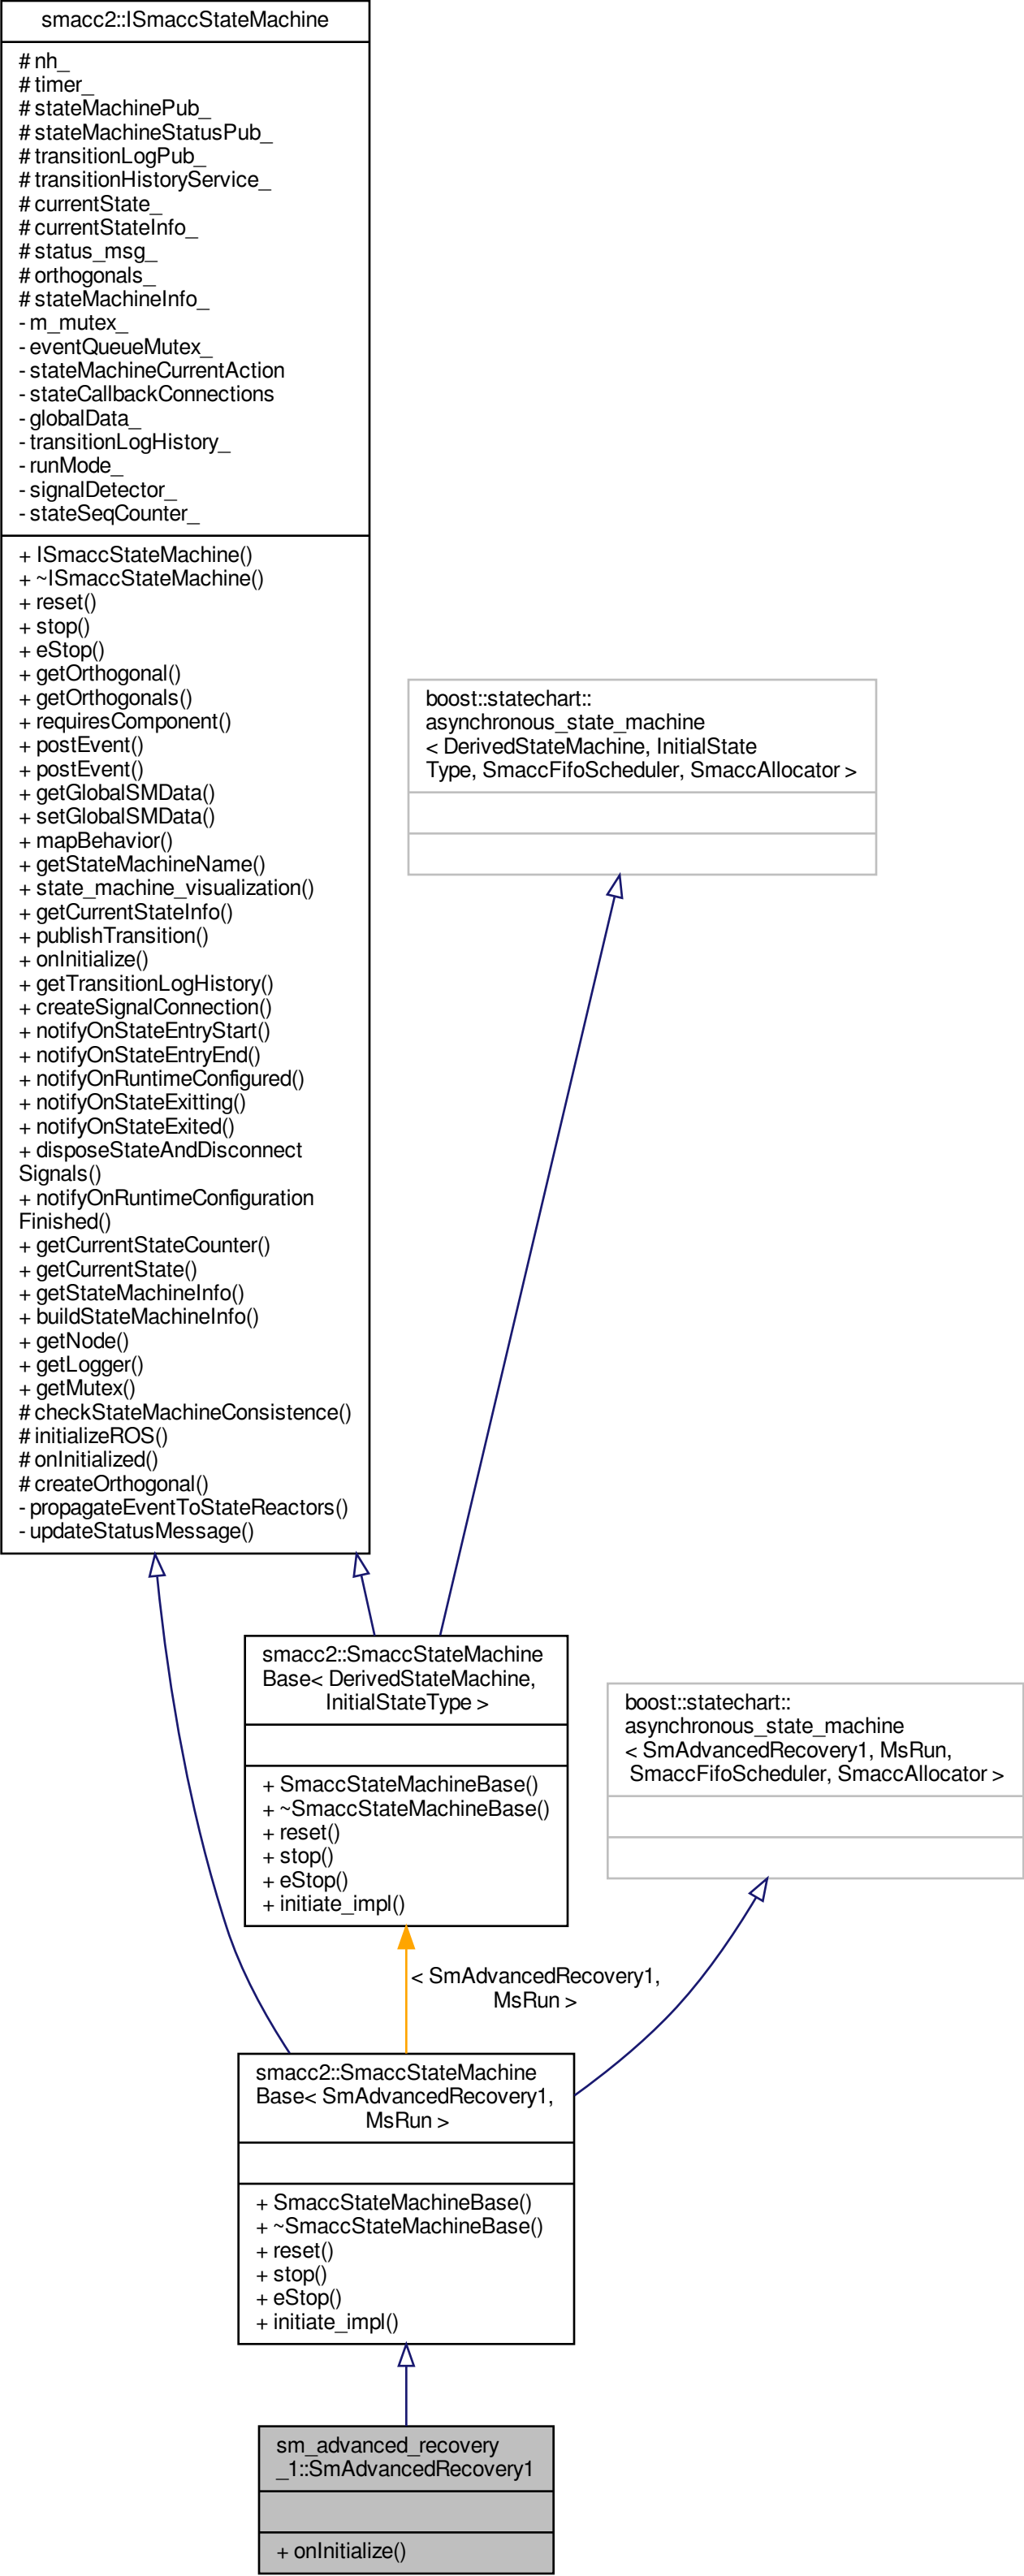 smacc2::ISmaccStateMachine
# nh_
# timer_
# stateMachinePub_
# stateMachineStatusPub_
# transitionLogPub_
# transitionHistoryService_
# currentState_
# currentStateInfo_
# status_msg_
# orthogonals_
# stateMachineInfo_
- m_mutex_
- eventQueueMutex_
- stateMachineCurrentAction
- stateCallbackConnections
- globalData_
- transitionLogHistory_
- runMode_
- signalDetector_
- stateSeqCounter_
+ ISmaccStateMachine()
+ ~ISmaccStateMachine()
+ reset()
+ stop()
+ eStop()
+ getOrthogonal()
+ getOrthogonals()
+ requiresComponent()
+ postEvent()
+ postEvent()
+ getGlobalSMData()
+ setGlobalSMData()
+ mapBehavior()
+ getStateMachineName()
+ state_machine_visualization()
+ getCurrentStateInfo()
+ publishTransition()
+ onInitialize()
+ getTransitionLogHistory()
+ createSignalConnection()
+ notifyOnStateEntryStart()
+ notifyOnStateEntryEnd()
+ notifyOnRuntimeConfigured()
+ notifyOnStateExitting()
+ notifyOnStateExited()
+ disposeStateAndDisconnect
Signals()
+ notifyOnRuntimeConfiguration
Finished()
+ getCurrentStateCounter()
+ getCurrentState()
+ getStateMachineInfo()
+ buildStateMachineInfo()
+ getNode()
+ getLogger()
+ getMutex()
# checkStateMachineConsistence()
# initializeROS()
# onInitialized()
# createOrthogonal()
- propagateEventToStateReactors()
- updateStatusMessage()
boost::statechart::
asynchronous_state_machine
< DerivedStateMachine, InitialState
Type, SmaccFifoScheduler, SmaccAllocator >
smacc2::SmaccStateMachine
Base< DerivedStateMachine,
InitialStateType >
+ SmaccStateMachineBase()
+ ~SmaccStateMachineBase()
+ reset()
+ stop()
+ eStop()
+ initiate_impl()
boost::statechart::
asynchronous_state_machine
< SmAdvancedRecovery1, MsRun,
SmaccFifoScheduler, SmaccAllocator >
< SmAdvancedRecovery1,
MsRun >
smacc2::SmaccStateMachine
Base< SmAdvancedRecovery1,
MsRun >
+ SmaccStateMachineBase()
+ ~SmaccStateMachineBase()
+ reset()
+ stop()
+ eStop()
+ initiate_impl()
sm_advanced_recovery
_1::SmAdvancedRecovery1
+ onInitialize()